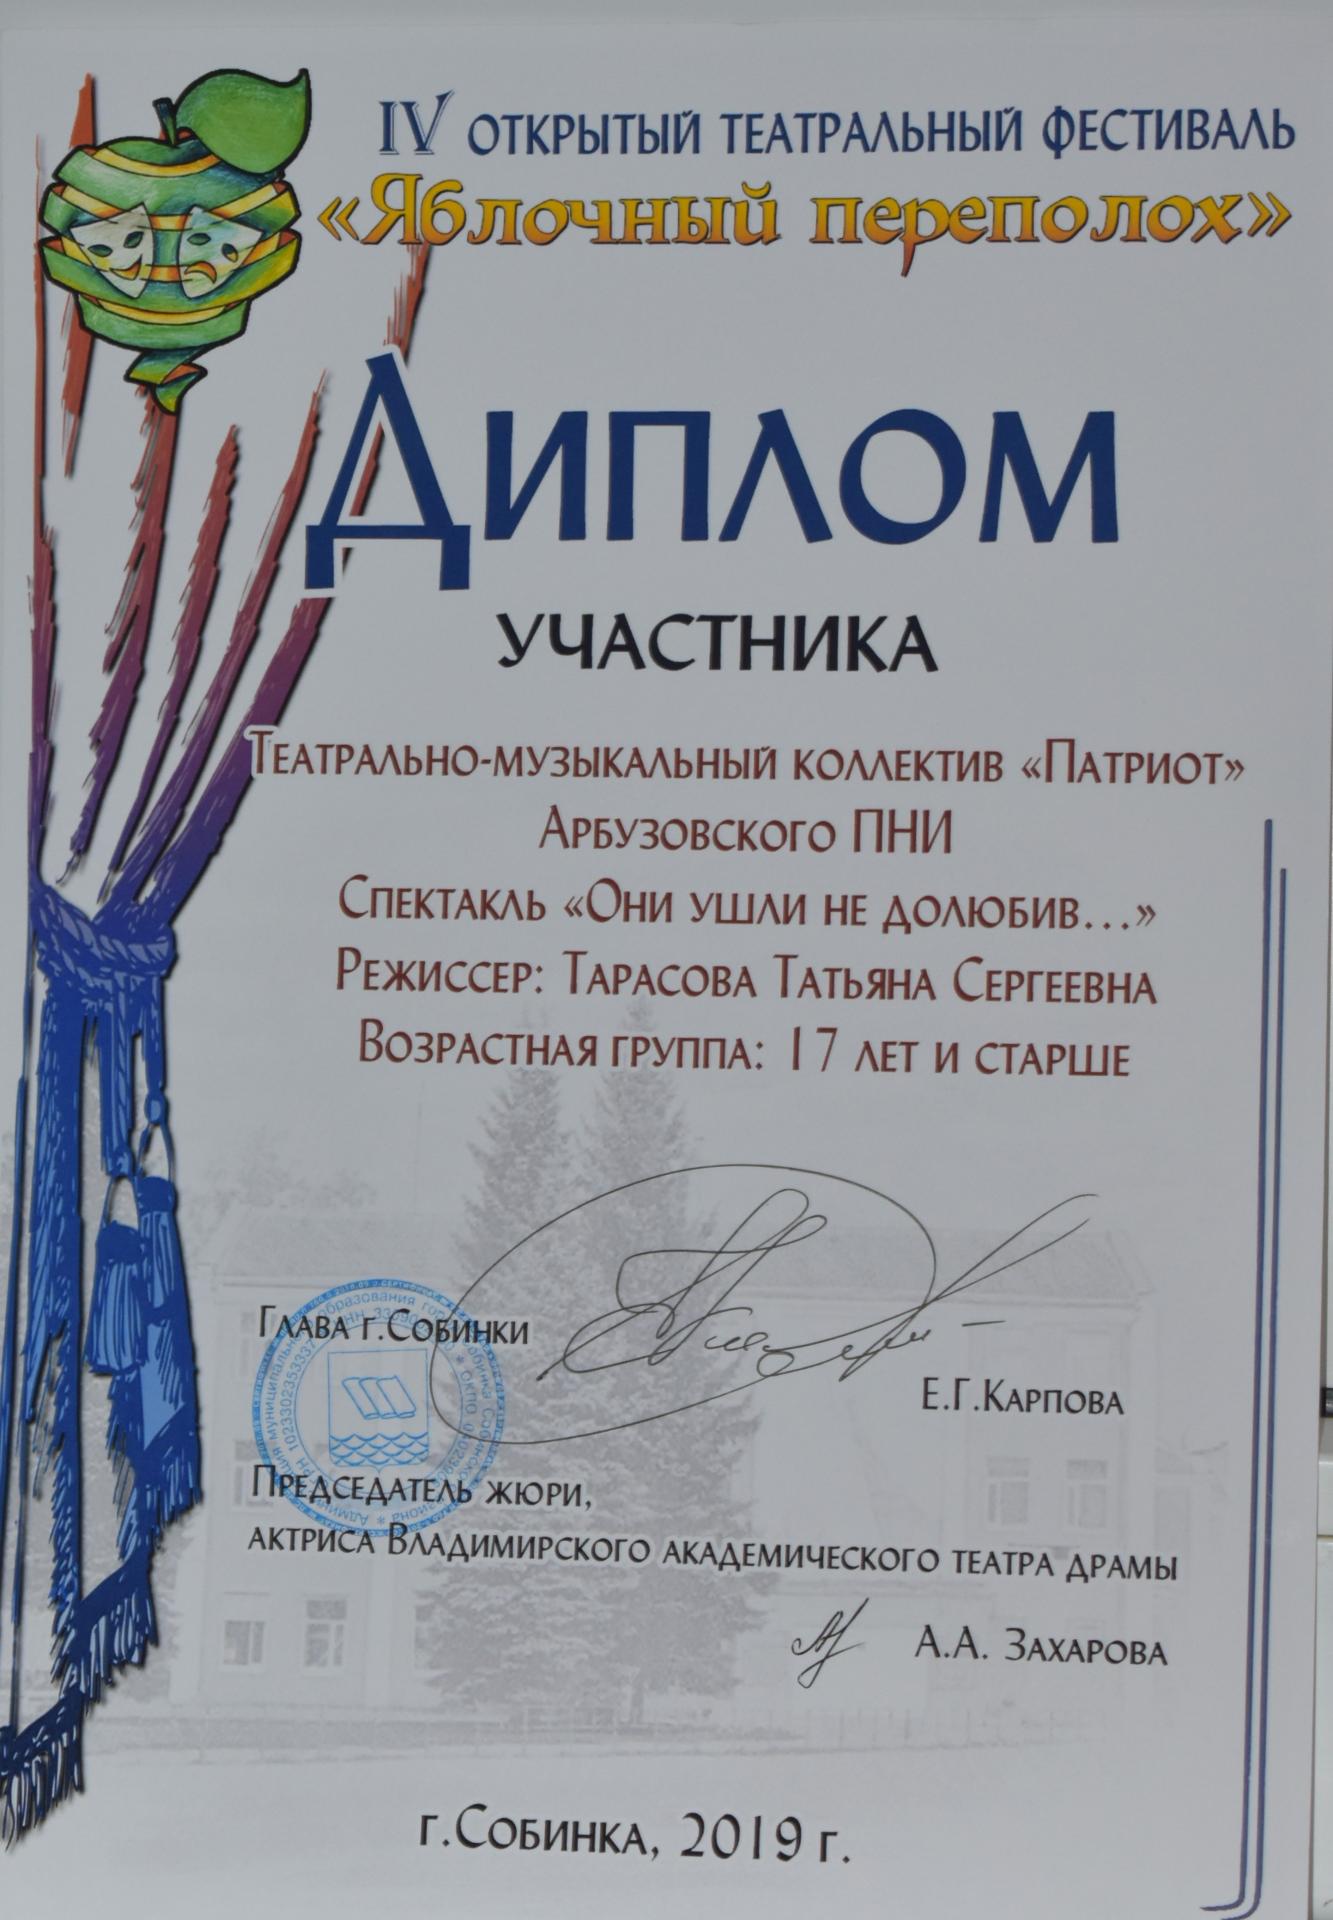 IV ОТКРЫТЫЙ ТЕАТРАЛЬНЫЙ ФЕСТИВАЛЬ
«Яблочный переполох»
Диплом
участника
Театрально-музыкальный коллектив «Патриот»
Арбузовского ПНИ
Спектакль «Они ушли не долюбив...»
Режиссер: Тарасова Татьяна Сергеевна
Возрастная группа: 17 лет и старше
Глава г.Собинки
Е.Г.Карпова
Председатель жюри,
актриса Владимирского академического театра драмы
А.А. Захарова
г.Собинка, 2019 г.